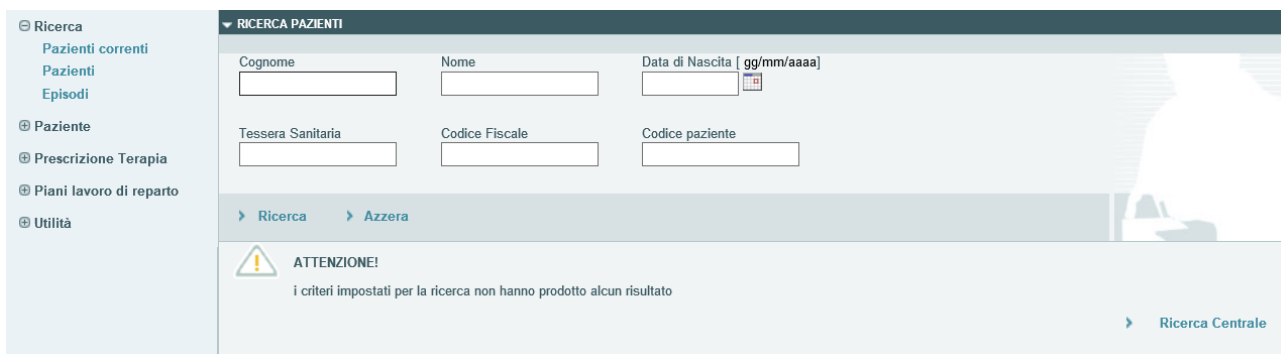 Ricerca
Pazienti correnti
Pazienti
Episodi
Paziente
Prescrizione Terapia
Piani lavoro di reparto
Utilità
RICERCA PAZIENTI
Cognome Nome Data di Nascita [ gg/mm/aaaa]
Tessera Sanitaria Codice Fiscale Codice paziente
Ricerca Azzera
ATTENZIONE!
i criteri impostati per la ricerca non hanno prodotto alcun risultato
Ricerca Centrale